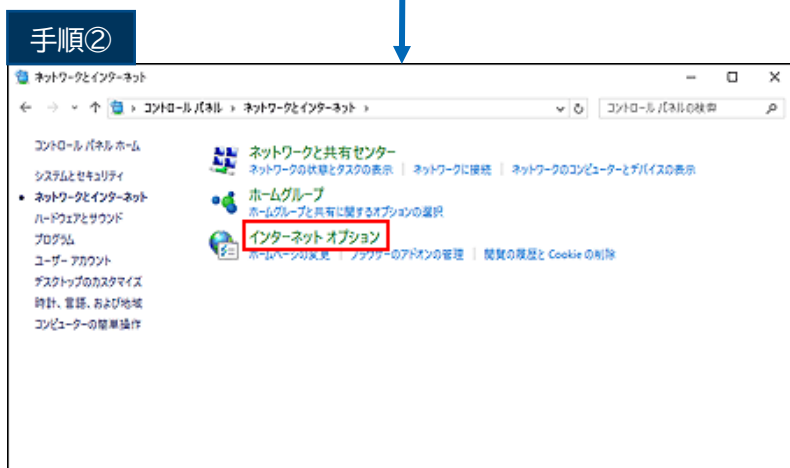 手順②
ネットワークとインターネット
コントロール パネル › ネットワークとインターネット ›
コントロール パネルの検索
コントロール パネル ホーム
システムとセキュリティ
ネットワークとインターネット
ハードウェアとサウンド
プログラム
ユーザー アカウント
デスクトップのカスタマイズ
時計、言語、および地域
コンピューターの簡単操作
ネットワークと共有センター
ネットワークの状態とタスクの表示 | ネットワークに接続 | ネットワークのコンピューターとデバイスの表示
ホームグループ
ホームグループと共有に関するオプションの選択
インターネット オプション
ホームページの変更 | ブラウザーのアドオンの管理 | 閲覧の履歴と Cookie の削除